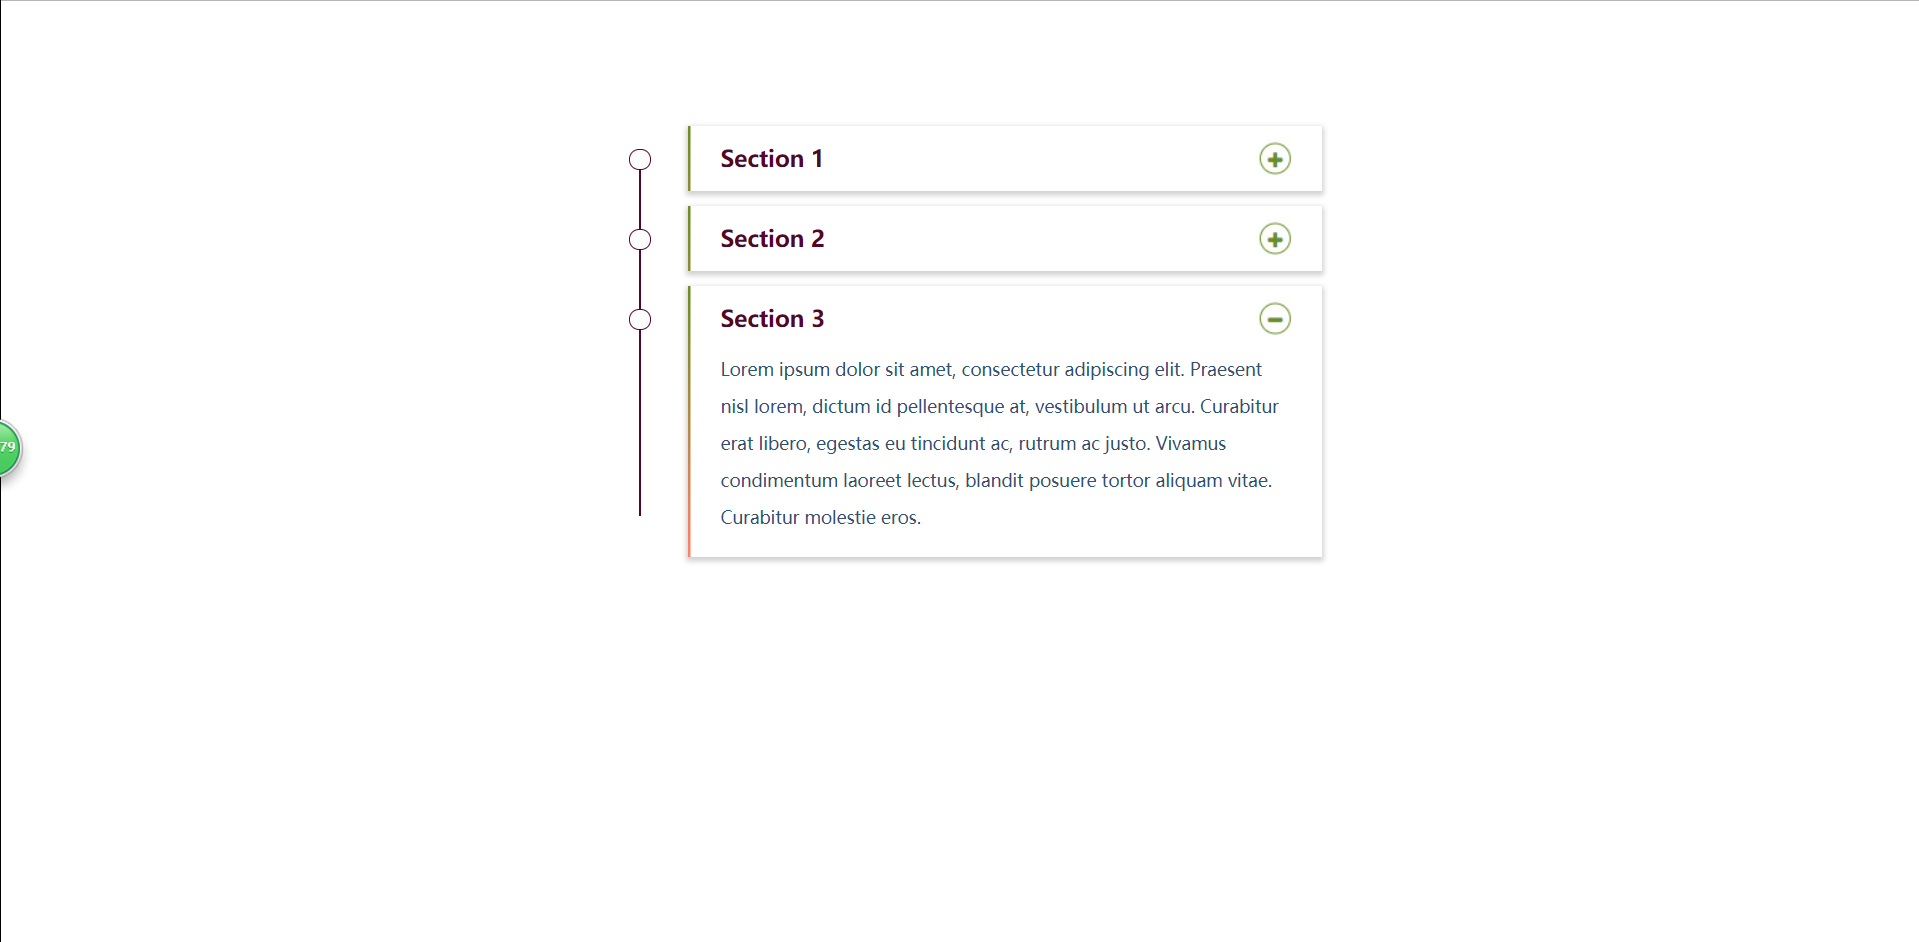 Section 1
Section 2
Section 3
Lorem ipsum dolor sit amet, consectetur adipiscing elit. Praesent
nisl lorem, dictum id pellentesque at, vestibulum ut arcu. Curabitur
erat libero, egestas eu tincidunt ac, rutrum ac justo. Vivamus
79
condimentum laoreet lectus, blandit posuere tortor aliquam vitae.
Curabitur molestie eros.